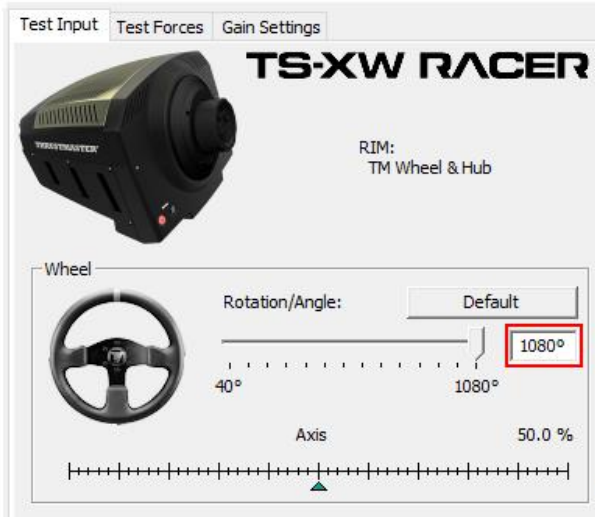 Test Input Test Forces Gain Settings
TS-XW RACER
THRUSTMASTER
RIM:
TM Wheel & Hub
Wheel
Rotation/Angle: Default
1080°
40° 1080°
Axis 50.0 %